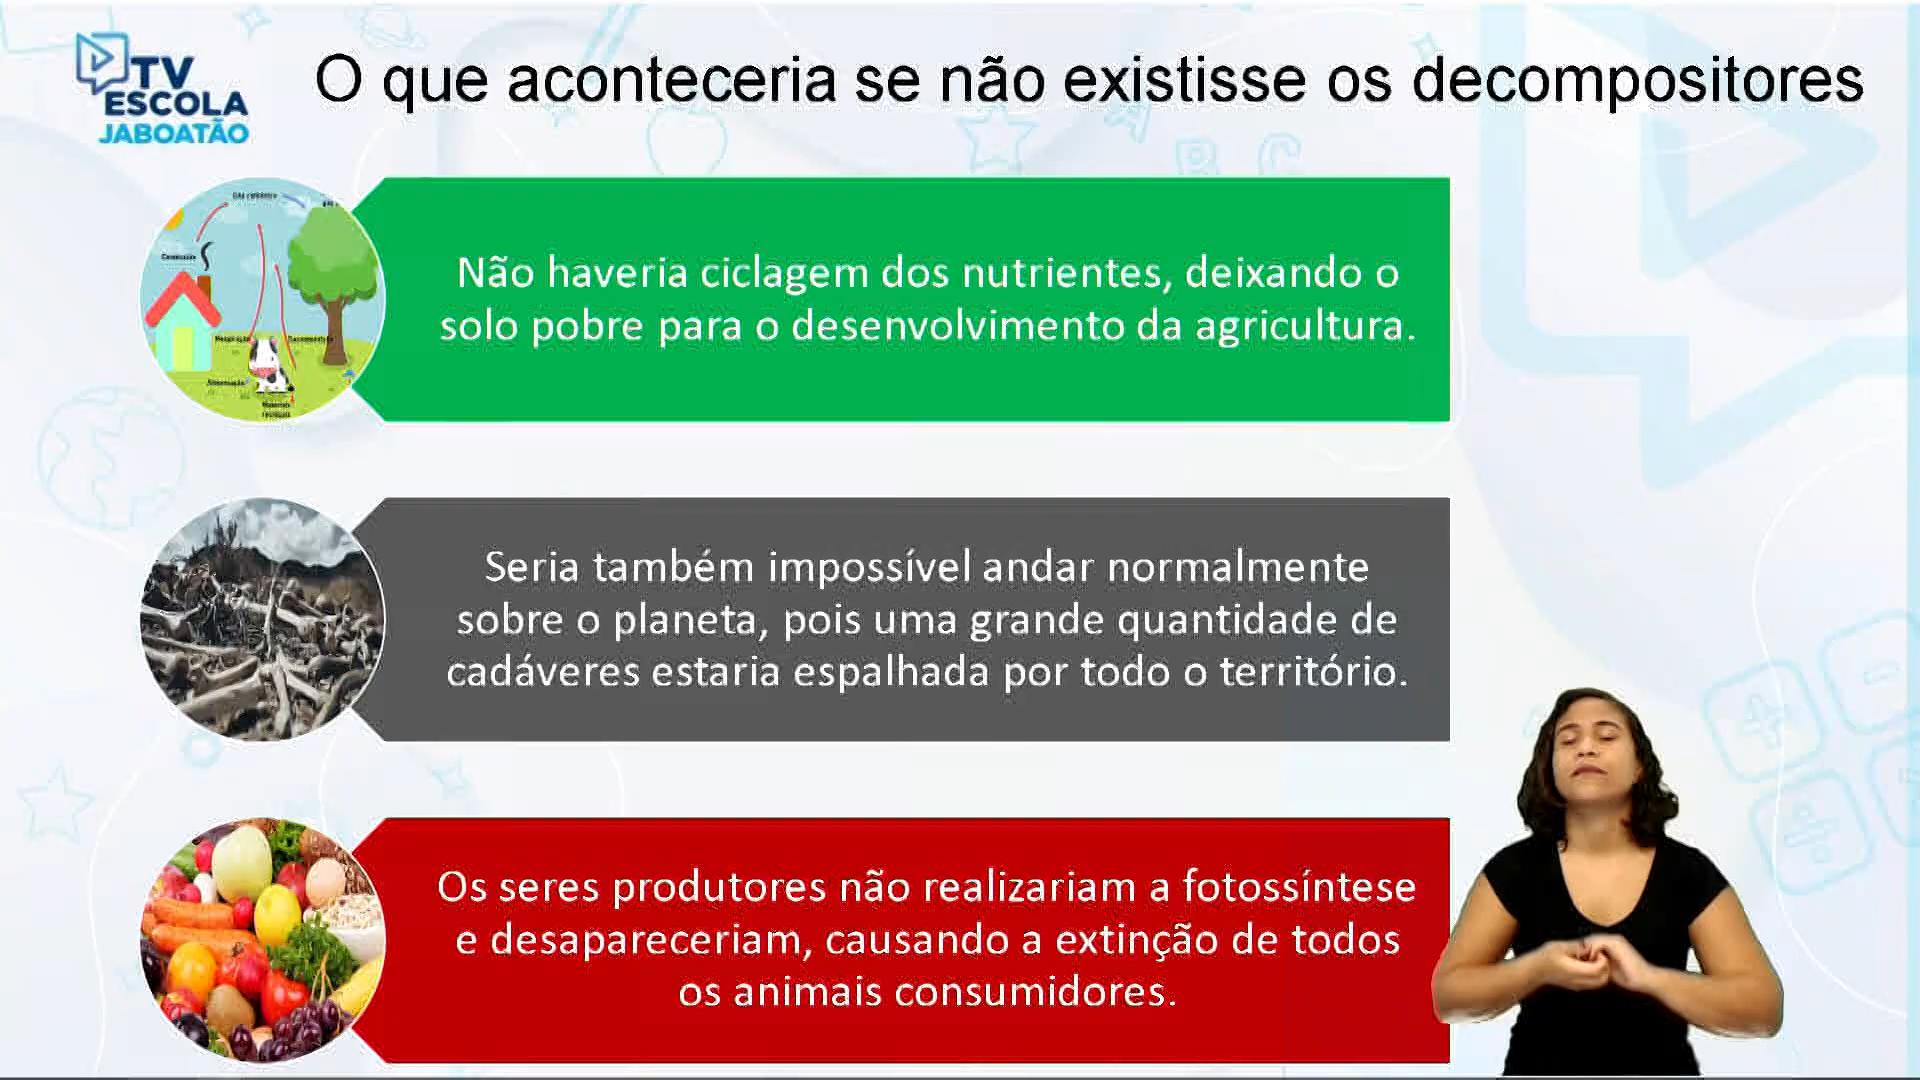 TV
ESCOLA
JABOATÃO
O que aconteceria se não existisse os decompositores
Não haveria ciclagem dos nutrientes, deixando o
solo pobre para o desenvolvimento da agricultura.
Seria também impossível andar normalmente
sobre o planeta, pois uma grande quantidade de
cadáveres estaria espalhada por todo o território.
Os seres produtores não realizariam a fotossíntese
e desapareceriam, causando a extinção de todos
os animais consumidores.
A B C